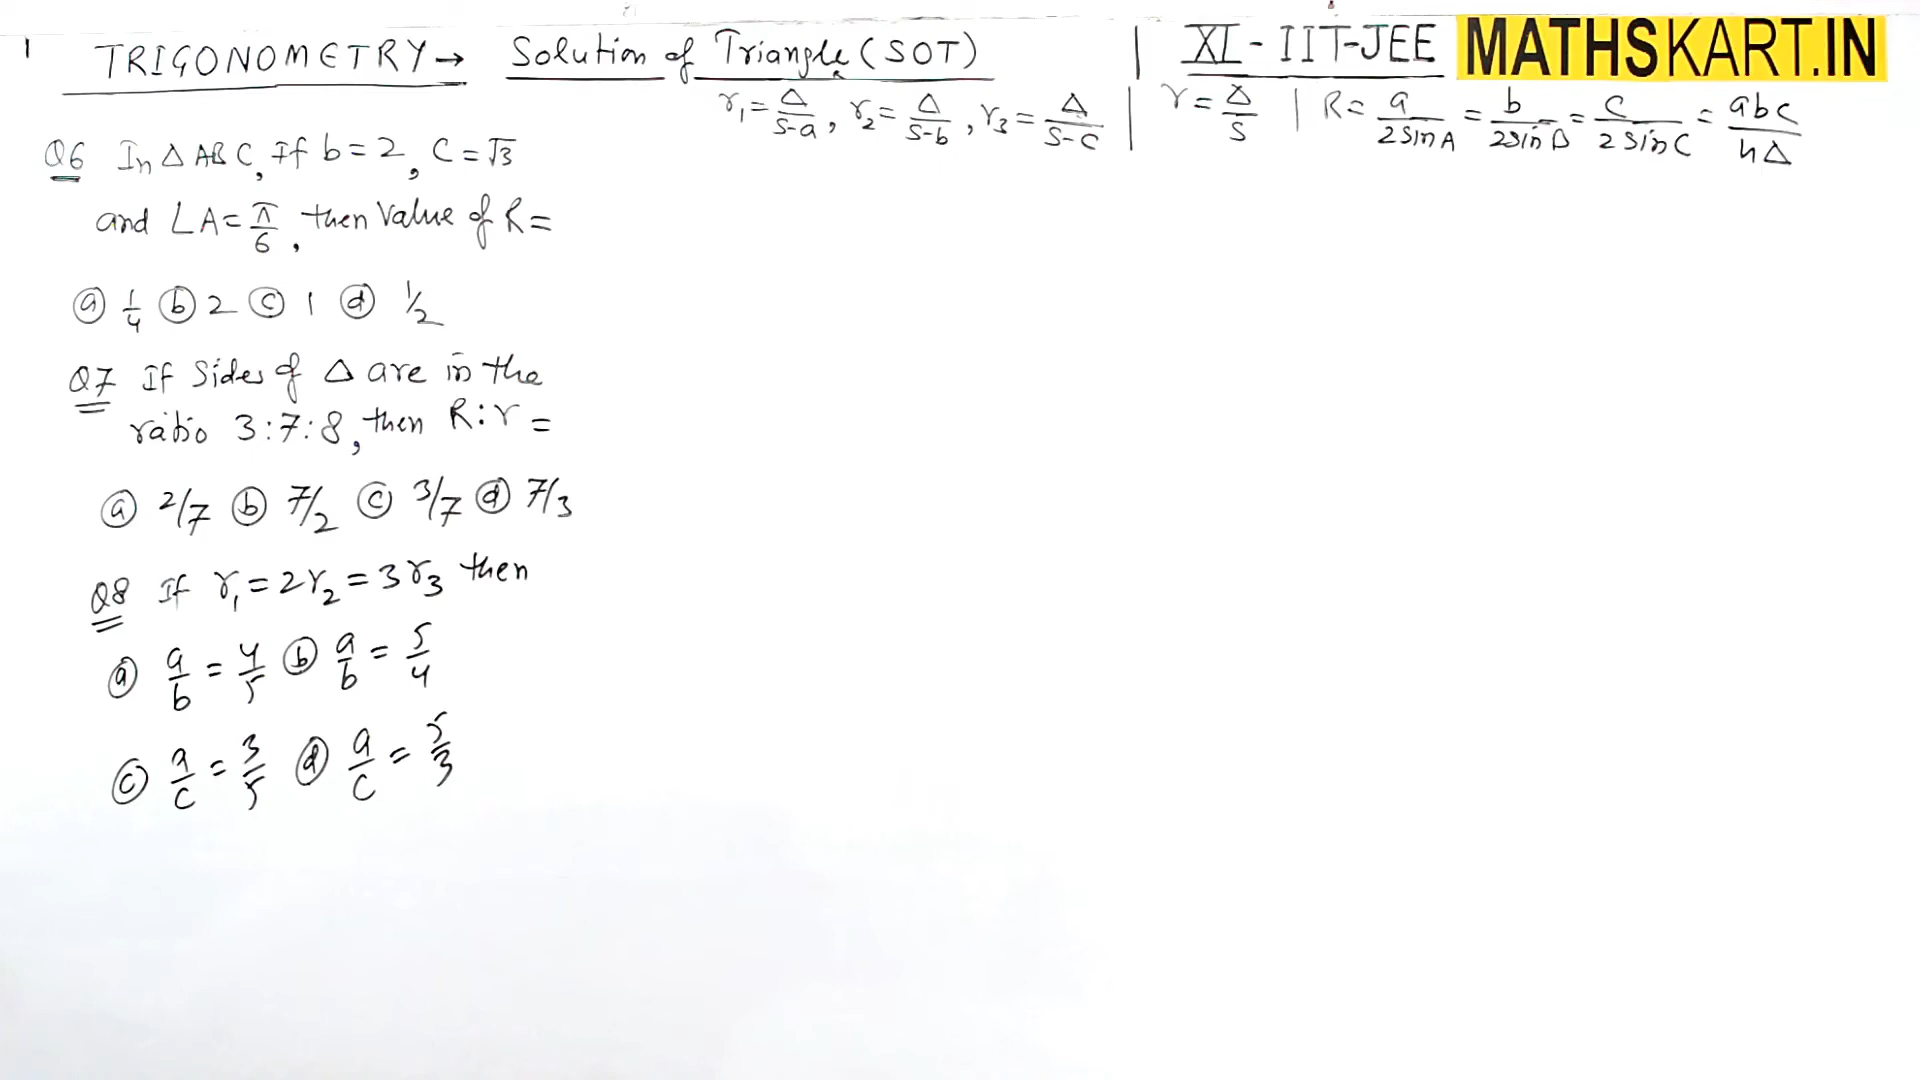 1 TRIGONOMETRY → Solution of Triangle (SOT) | XI - IIT-JEE MATHSKART.IN
r₁ = Δ/(s-a), r₂ = Δ/(s-b), r₃ = Δ/(s-c) | r = Δ/s | R = a/(2 sin A) = b/(2 sin B) = c/(2 sin C) = abc/(4Δ)
Q6 In Δ ABC, If b = 2, c = √3
and ∠A = π/6, then Value of R =
(a) 1/4 (b) 2 (c) 1 (d) 1/2
Q7 If Sides of Δ are in the
ratio 3:7:8, then R:r =
(a) 2/7 (b) 7/2 (c) 3/7 (d) 7/3
Q8 If r₁ = 2r₂ = 3r₃ then
(a) a/b = 4/5 (b) a/b = 5/4
(c) a/c = 3/5 (d) a/c = 5/3